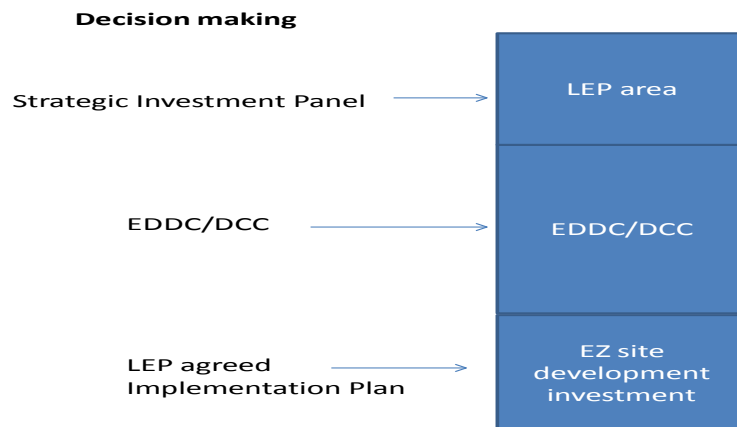 Decision making
Strategic Investment Panel
LEP area
EDDC/DCC
EDDC/DCC
LEP agreed
Implementation Plan
EZ site
development
investment